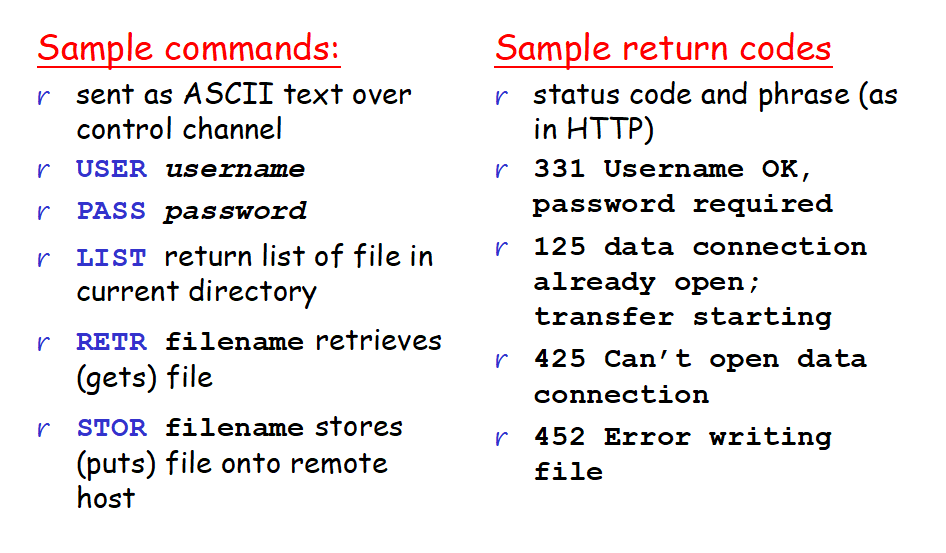 Sample commands:
r sent as ASCII text over
control channel
r USER username
r PASS password
r LIST return list of file in
current directory
r RETR filename retrieves
(gets) file
r STOR filename stores
(puts) file onto remote
host
Sample return codes
r status code and phrase (as
in HTTP)
r 331 Username OK,
password required
r 125 data connection
already open;
transfer starting
r 425 Can’t open data
connection
r 452 Error writing
file